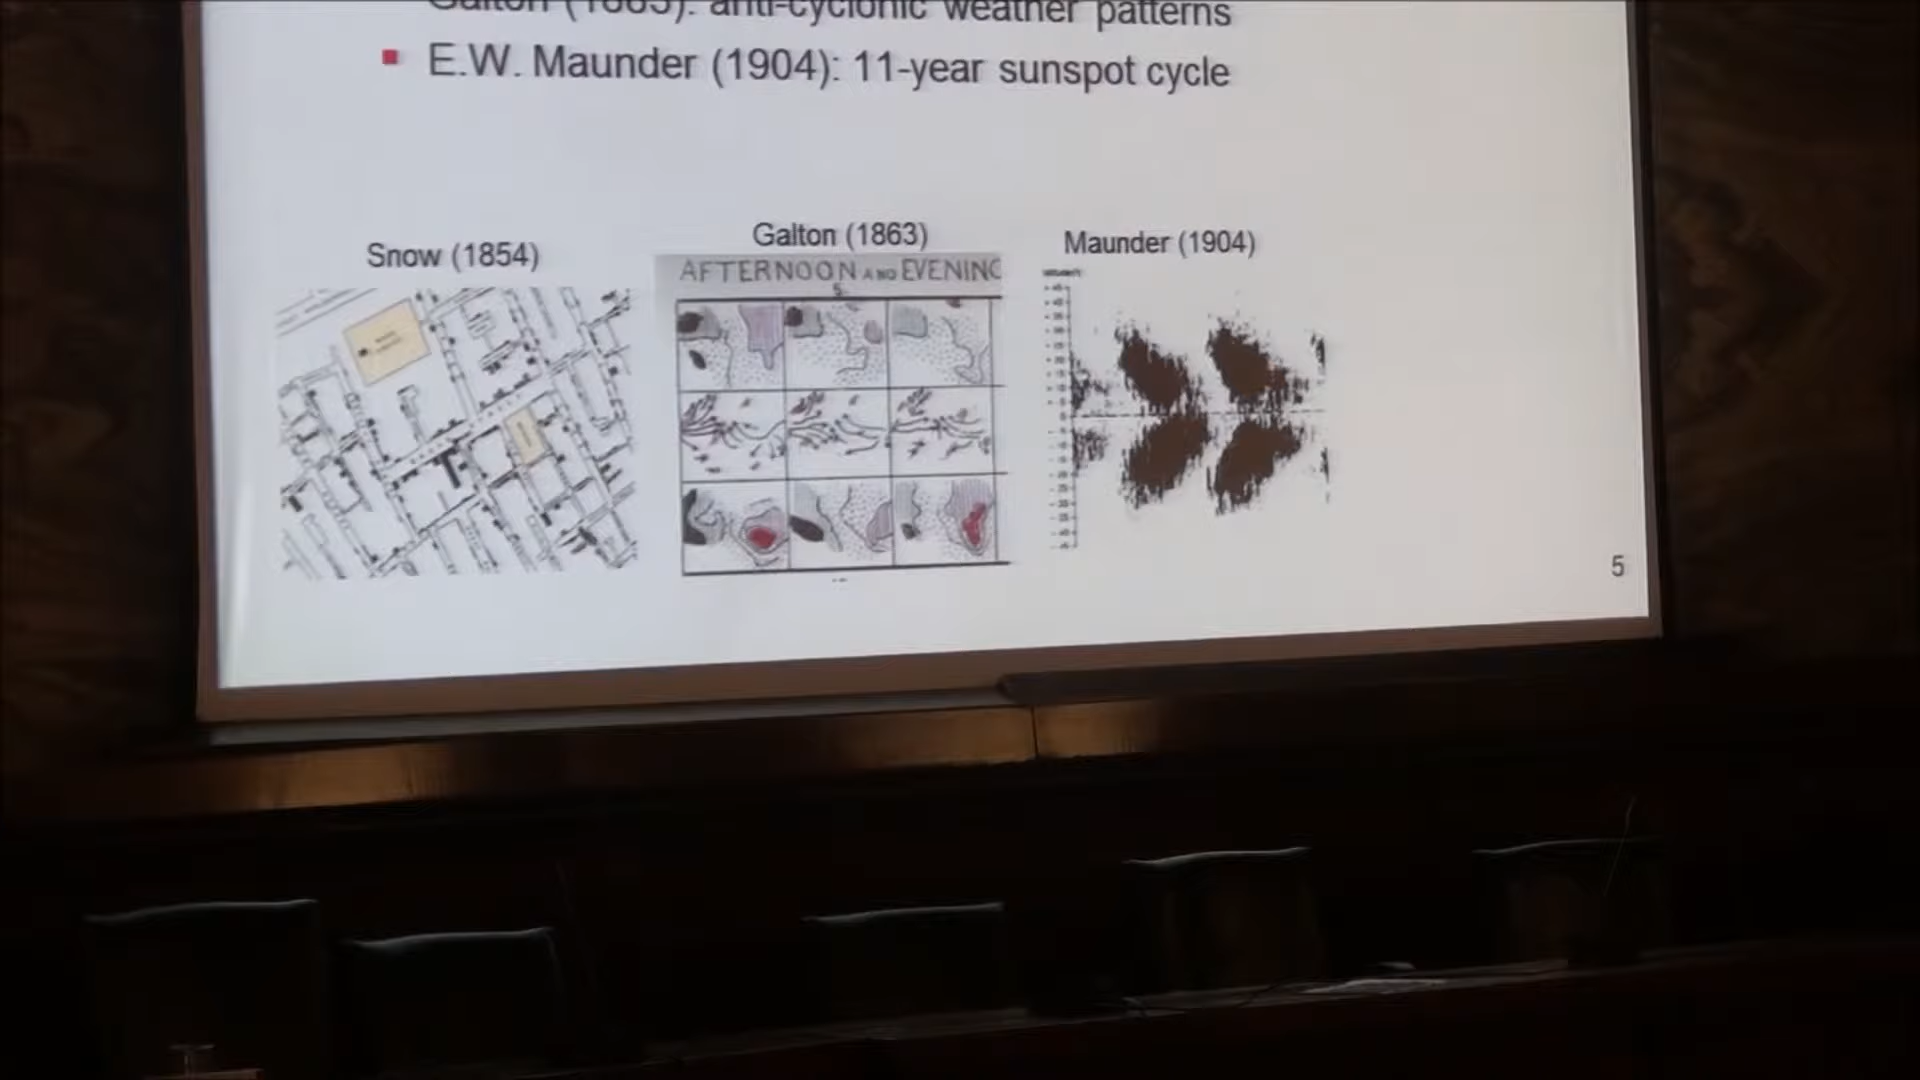 Galton (1863): anti-cyclonic weather patterns
E.W. Maunder (1904): 11-year sunspot cycle
Snow (1854)
Galton (1863)
Maunder (1904)
AFTERNOON AND EVENING
5